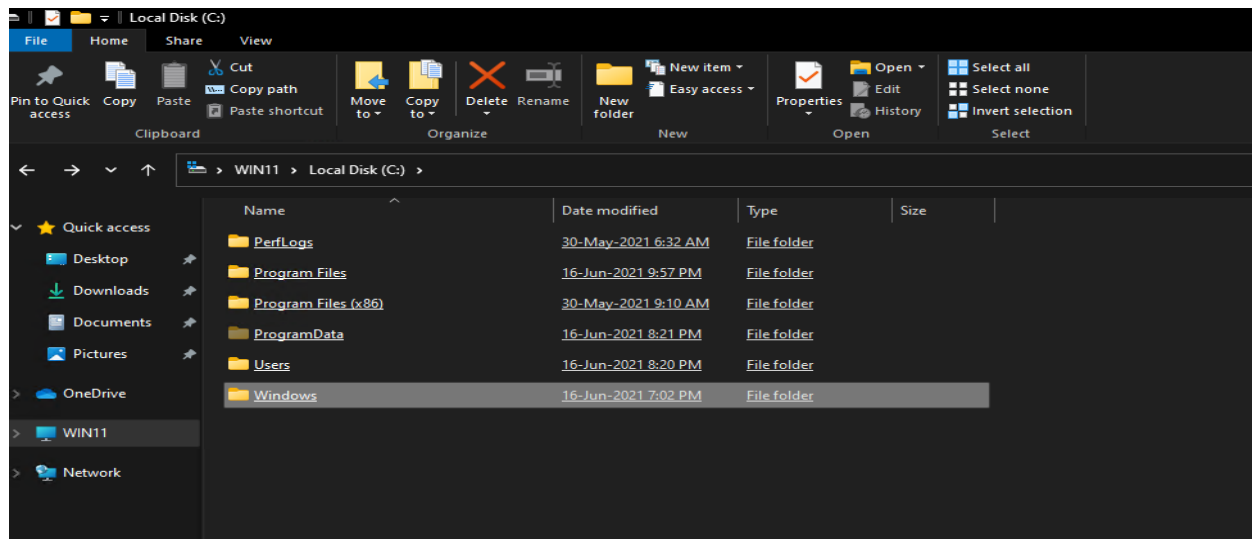 Local Disk (C:)
File Home Share View
Pin to Quick access
Copy
Paste
Cut
Copy path
Paste shortcut
Move to
Copy to
Delete
Rename
New folder
New item
Easy access
Properties
Open
Edit
History
Select all
Select none
Invert selection
Clipboard Organize New Open Select
WIN11 > Local Disk (C:) >
Quick access
Desktop
Downloads
Documents
Pictures
OneDrive
WIN11
Network
Name Date modified Type Size
PerfLogs 30-May-2021 6:32 AM File folder
Program Files 16-Jun-2021 9:57 PM File folder
Program Files (x86) 30-May-2021 9:10 AM File folder
ProgramData 16-Jun-2021 8:21 PM File folder
Users 16-Jun-2021 8:20 PM File folder
Windows 16-Jun-2021 7:02 PM File folder